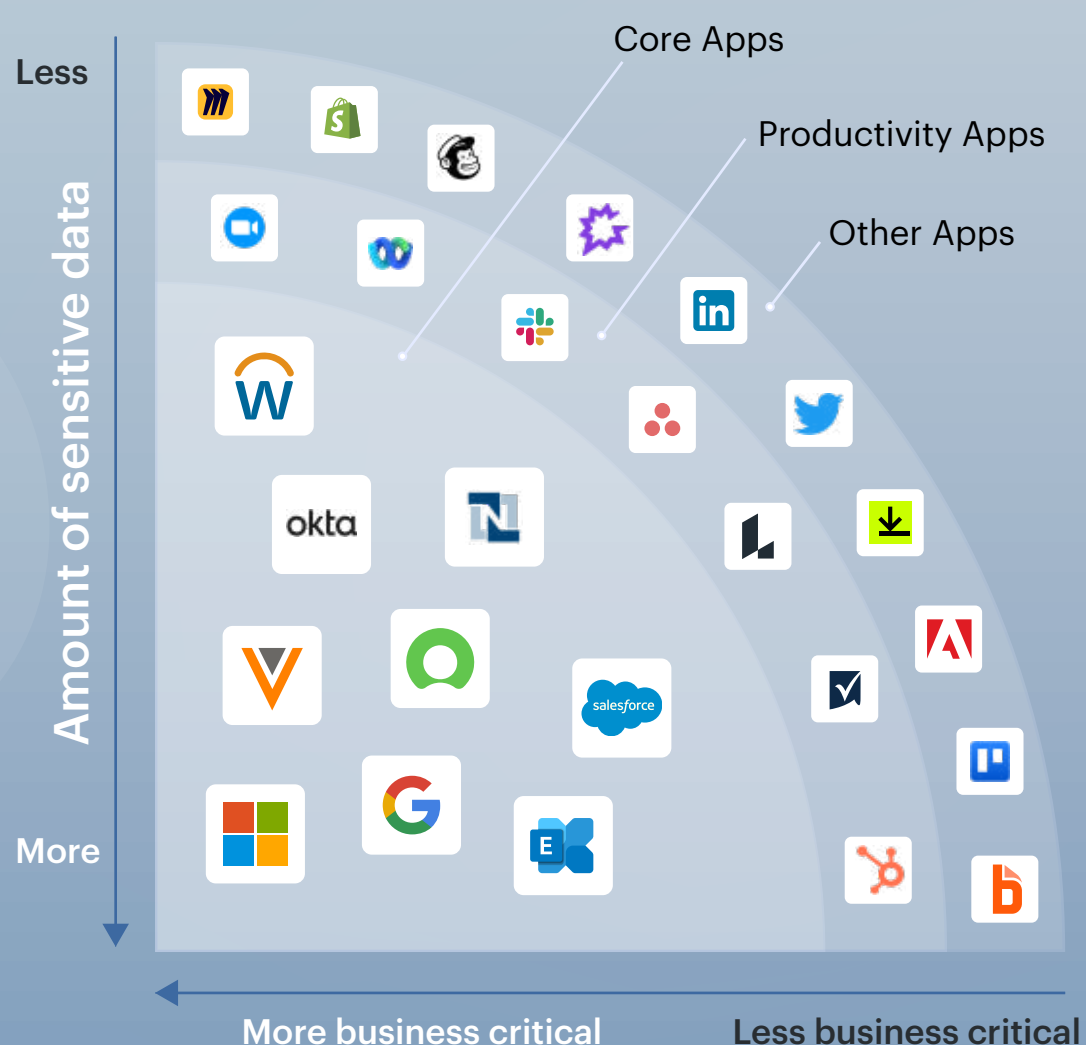 Core Apps
Less
Productivity Apps
Other Apps
in
Amount of sensitive data
W
okta
N
salesforce
More
G
E
b
More business critical
Less business critical